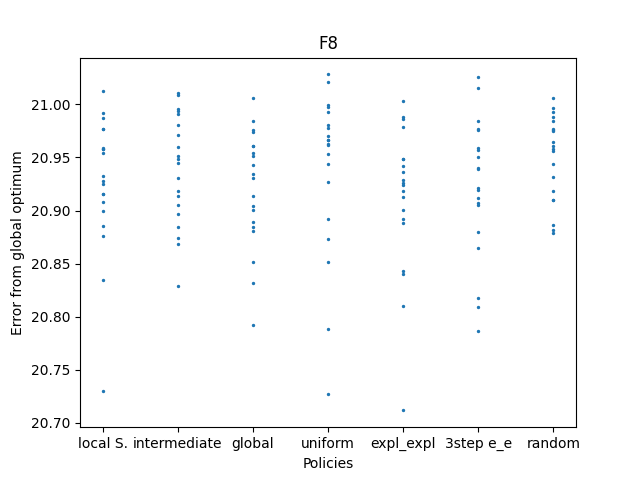 F8
Error from global optimum
21.00
20.95
20.90
20.85
20.80
20.75
20.70
local S. intermediate global uniform expl_expl 3step e_e random
Policies